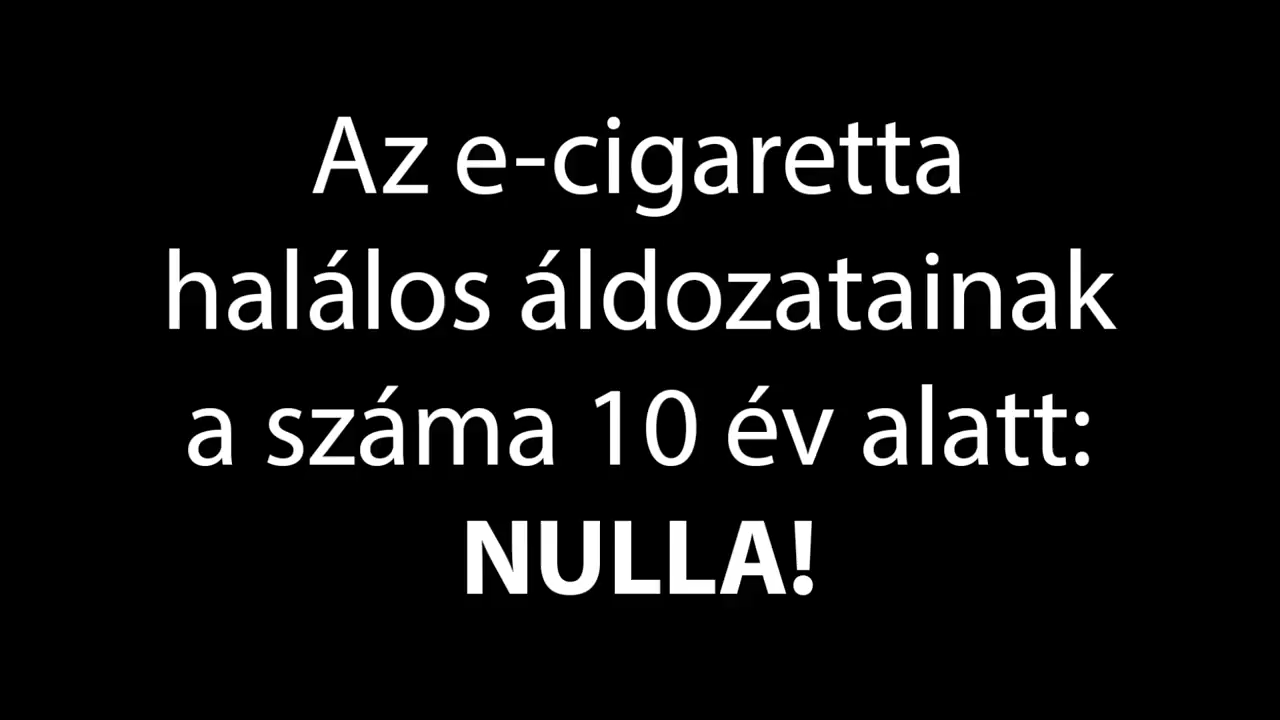 Az e-cigaretta
halálos áldozatainak
a száma 10 év alatt:
NULLA!